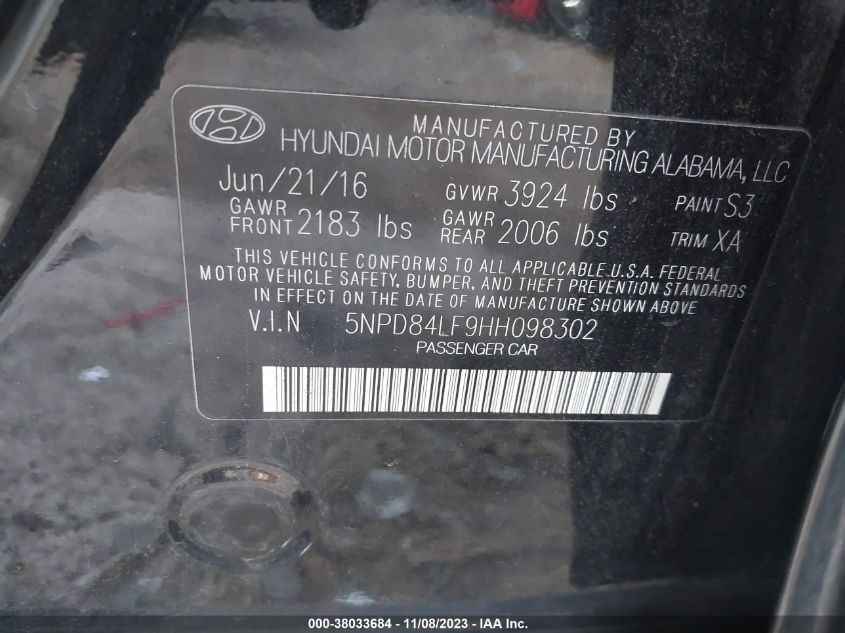 MANUFACTURED BY
HYUNDAI MOTOR MANUFACTURING ALABAMA, LLC
Jun/21/16 GVWR 3924 lbs PAINT S3
GAWR FRONT 2183 lbs GAWR REAR 2006 lbs TRIM XA
THIS VEHICLE CONFORMS TO ALL APPLICABLE U.S.A. FEDERAL
MOTOR VEHICLE SAFETY, BUMPER, AND THEFT PREVENTION STANDARDS
IN EFFECT ON THE DATE OF MANUFACTURE SHOWN ABOVE
V.I.N 5NPD84LF9HH098302
PASSENGER CAR
000-38033684 - 11/08/2023 - IAA Inc.